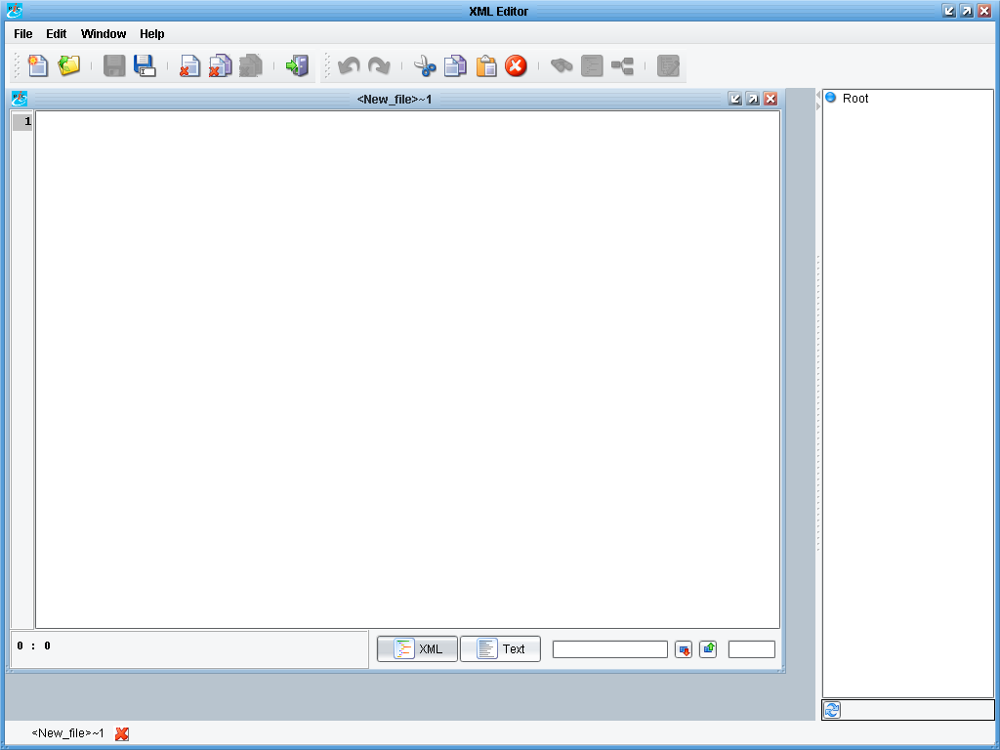 XML Editor
File Edit Window Help
<New_file>~1
Root
1
0 : 0
XML Text
<New_file>~1